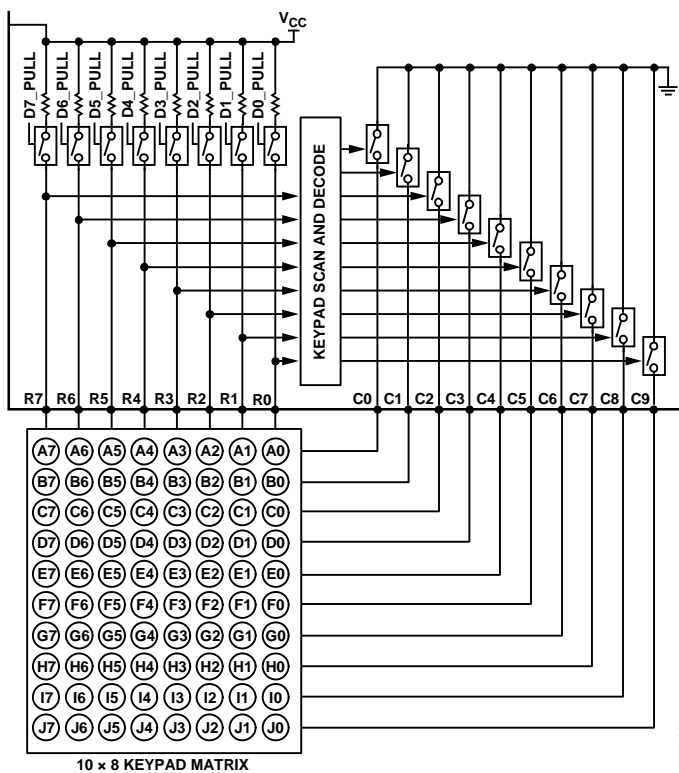 VCC
D7_PULL
D6_PULL
D5_PULL
D4_PULL
D3_PULL
D2_PULL
D1_PULL
D0_PULL
KEYPAD SCAN AND DECODE
R7 R6 R5 R4 R3 R2 R1 R0 C0 C1 C2 C3 C4 C5 C6 C7 C8 C9
A7 A6 A5 A4 A3 A2 A1 A0
B7 B6 B5 B4 B3 B2 B1 B0
C7 C6 C5 C4 C3 C2 C1 C0
D7 D6 D5 D4 D3 D2 D1 D0
E7 E6 E5 E4 E3 E2 E1 E0
F7 F6 F5 F4 F3 F2 F1 F0
G7 G6 G5 G4 G3 G2 G1 G0
H7 H6 H5 H4 H3 H2 H1 H0
I7 I6 I5 I4 I3 I2 I1 I0
J7 J6 J5 J4 J3 J2 J1 J0
10 × 8 KEYPAD MATRIX